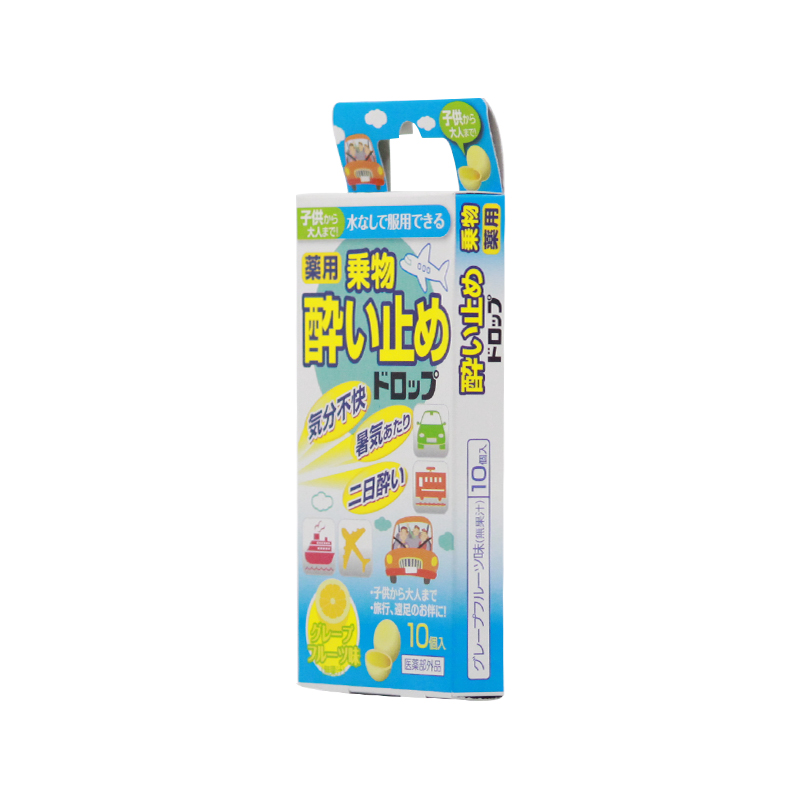 子供から
大人まで!
子供から
大人まで!
水なしで服用できる
薬用
乗物
酔い止め
ドロップ
気分不快
暑気あたり
二日酔い
・子供から大人まで
・旅行、遠足のお伴に!
グレープ
フルーツ味
10個入
医薬部外品
乗物
薬用
酔い止め
ドロップ
グレープフルーツ味(無果汁)
10個入